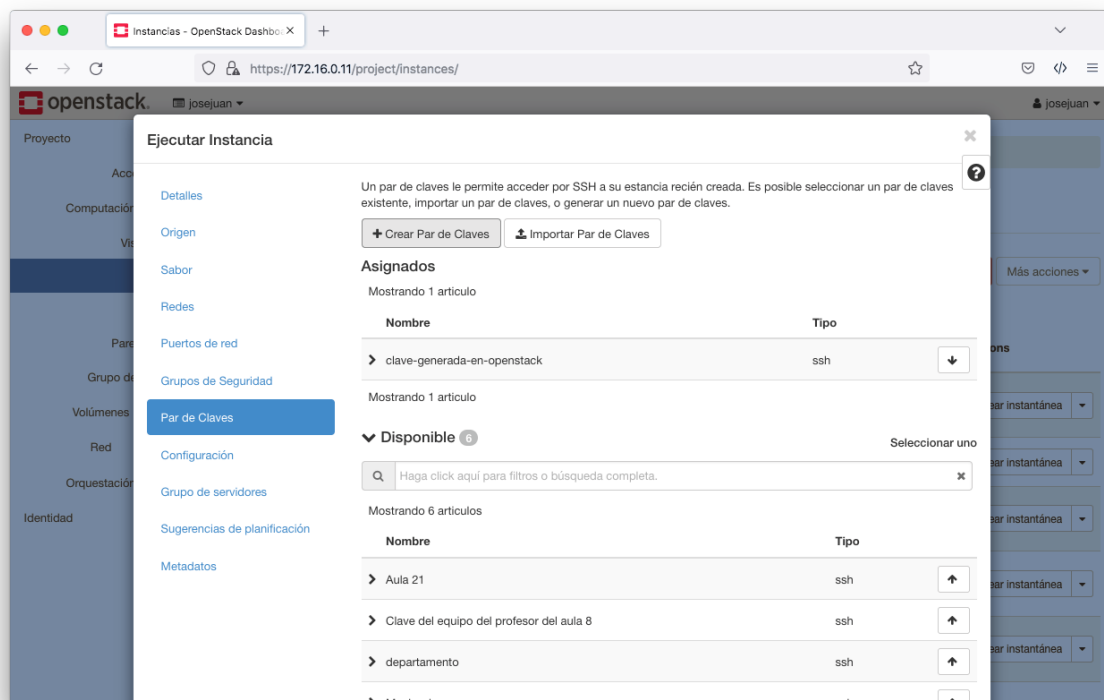 Instancias - OpenStack Dashbo
https://172.16.0.11/project/instances/
openstack.
josejuan
josejuan
Proyecto
Ejecutar Instancia
Computación
Más acciones
Volúmenes
Red
Orquestación
Identidad
Detalles
Origen
Sabor
Redes
Puertos de red
Grupos de Seguridad
Par de Claves
Configuración
Grupo de servidores
Sugerencias de planificación
Metadatos
Un par de claves le permite acceder por SSH a su estancia recién creada. Es posible seleccionar un par de claves
existente, importar un par de claves, o generar un nuevo par de claves.
Crear Par de Claves
Importar Par de Claves
Asignados
Mostrando 1 articulo
Nombre Tipo
clave-generada-en-openstack ssh
Mostrando 1 articulo
Disponible 6
Seleccionar uno
Haga click aquí para filtros o búsqueda completa.
Mostrando 6 articulos
Nombre Tipo
Aula 21 ssh
Clave del equipo del profesor del aula 8 ssh
departamento ssh
instantánea
instantánea
instantánea
instantánea
instantánea